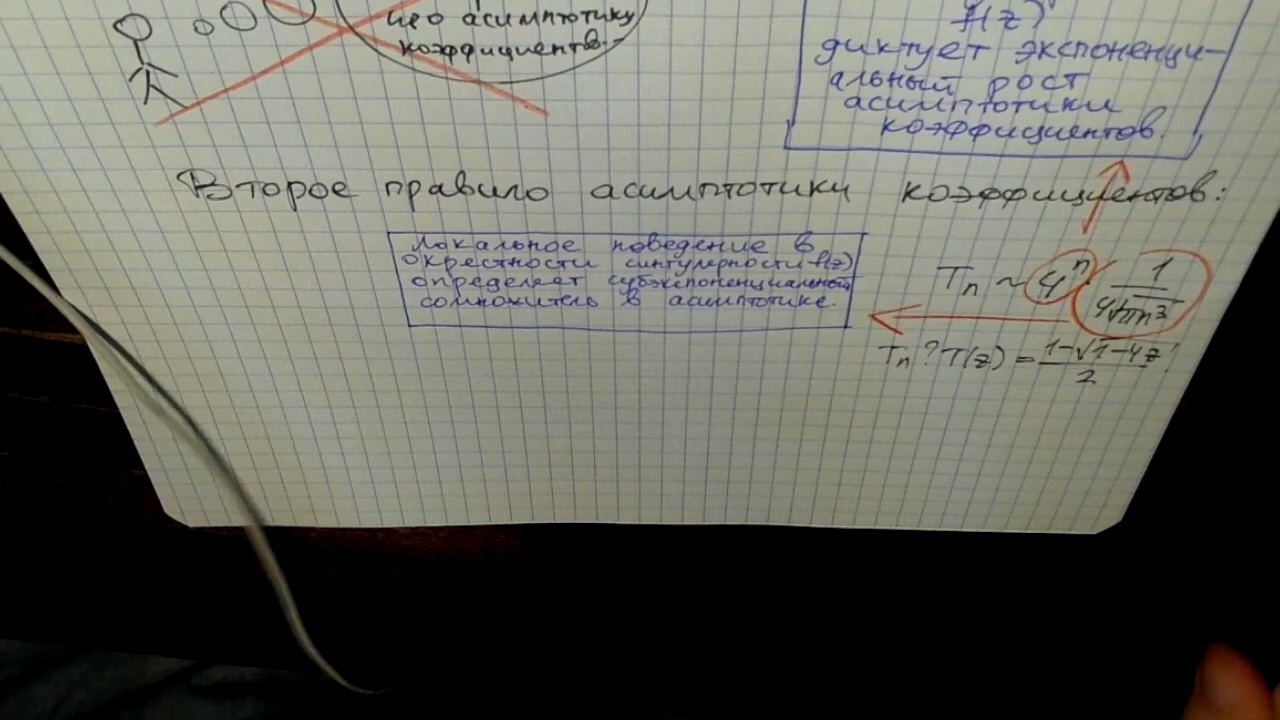 асимптотику
коэффициентов.
f(z)
диктует экспоненци-
альный рост
асимптотики
коэффициентов.
Второе правило асимптотики коэффициентов:
Локальное поведение в
окрестности сингулярности f(z)
определяет субэкспоненциальный
сомножитель в асимптотике.
Tn ~ 4^n · 1/(4√πn³)
Tn ? T(z) = (1-√1-4z)/2